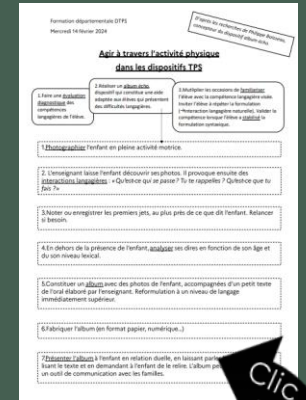 Formation départementale DTPS
Mercredi 14 février 2024
D'après les recherches de Philippe Boisseau,
concepteur du dispositif album-écho.
Agir à travers l'activité physique
dans les dispositifs TPS
1.Faire une évaluation
diagnostique des
compétences
langagières de l'élève.
2.Réaliser un album écho,
dispositif qui constitue une aide
adaptée aux élèves qui présentent
des difficultés langagières.
3.Multiplier les occasions de familiariser
l'élève avec la compétence langagière visée.
Inviter l'élève à répéter la formulation
(→interaction langagière naturelle). Valider la
compétence lorsque l'élève a stabilisé la
formulation syntaxique.
1.Photographier l'enfant en pleine activité motrice.
2. L'enseignant laisse l'enfant découvrir ses photos. Il provoque ensuite des
interactions langagières : « Qu'est-ce qui se passe ? Tu te rappelles ? Qu'est-ce que tu
fais ?»
3.Noter ou enregistrer les premiers jets, au plus près de ce que dit l'enfant. Relancer
si besoin.
4.En dehors de la présence de l'enfant, analyser ses dires en fonction de son âge et
du son niveau lexical.
5.Constituer un album avec des photos de l'enfant, accompagnées d'un petit texte
de l'oral élaboré par l'enseignant. Reformulation à un niveau de langage
immédiatement supérieur.
6.Fabriquer l'album (en format papier, numérique...)
7.Présenter l'album à l'enfant en relation duelle, en laissant parler
lisant le texte et en demandant à l'enfant de le relire. L'album peut
un outil de communication avec les familles.
Clic